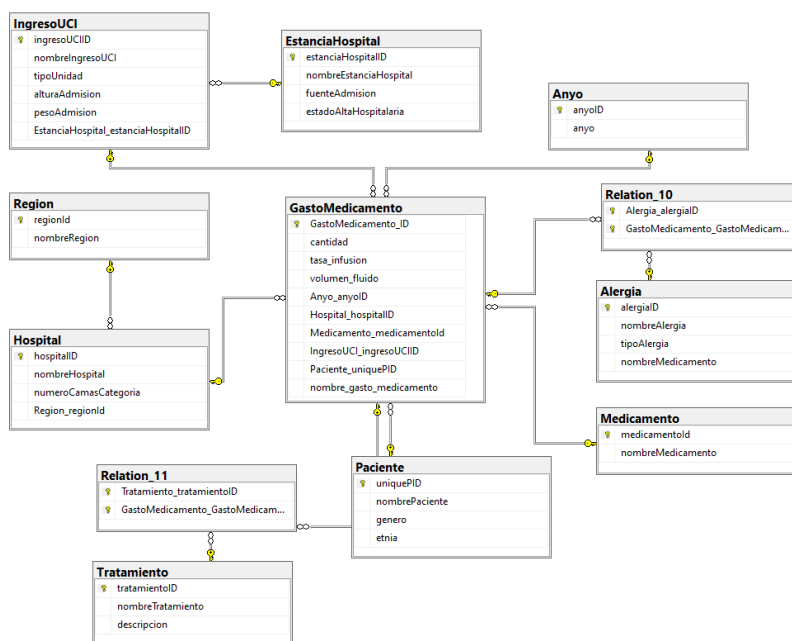 IngresoUCI
ingresoUCIID
nombreIngresoUCI
tipoUnidad
alturaAdmision
pesoAdmision
EstanciaHospital_estanciaHospitalID
EstanciaHospital
estanciaHospitalID
nombreEstanciaHospital
fuenteAdmision
estadoAltaHospitalaria
Anyo
anyoID
anyo
Region
regionId
nombreRegion
GastoMedicamento
GastoMedicamento_ID
cantidad
tasa_infusion
volumen_fluido
Anyo_anyoID
Hospital_hospitalID
Medicamento_medicamentoId
IngresoUCI_ingresoUCIID
Paciente_uniquePID
nombre_gasto_medicamento
Relation_10
Alergia_alergiaID
GastoMedicamento_GastoMedicam...
Alergia
alergiaID
nombreAlergia
tipoAlergia
nombreMedicamento
Hospital
hospitalID
nombreHospital
numeroCamasCategoria
Region_regionId
Medicamento
medicamentoId
nombreMedicamento
Relation_11
Tratamiento_tratamientoID
GastoMedicamento_GastoMedicam...
Paciente
uniquePID
nombrePaciente
genero
etnia
Tratamiento
tratamientoID
nombreTratamiento
descripcion